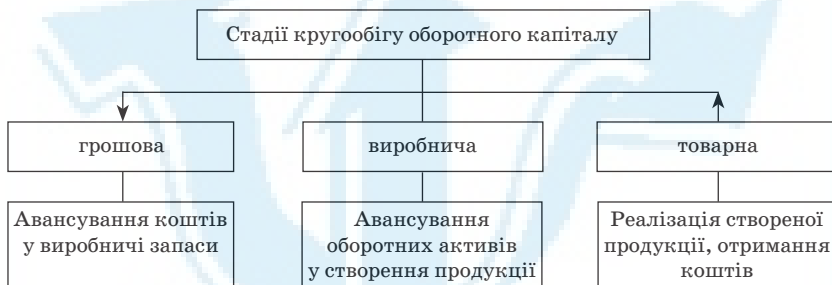 Стадії кругообігу оборотного капіталу
грошова
виробнича
товарна
Авансування коштів
у виробничі запаси
Авансування
оборотних активів
у створення продукції
Реалізація створеної
продукції, отримання
коштів